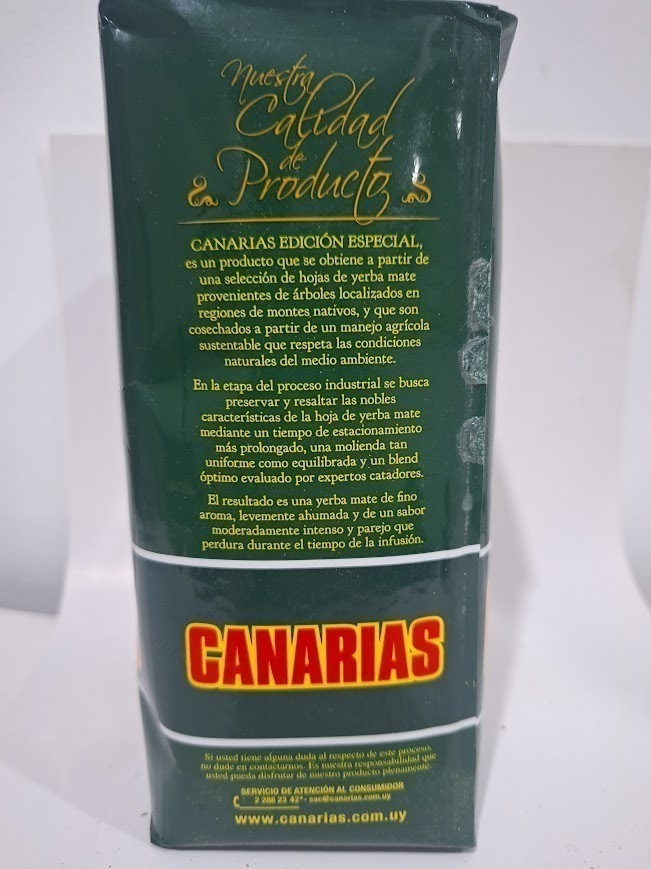 Nuestra
Calidad
de
Producto
CANARIAS EDICIÓN ESPECIAL,
es un producto que se obtiene a partir de
una selección de hojas de yerba mate
provenientes de árboles localizados en
regiones de montes nativos, y que son
cosechados a partir de un manejo agrícola
sustentable que respeta las condiciones
naturales del medio ambiente.
En la etapa del proceso industrial se busca
preservar y resaltar las nobles
características de la hoja de yerba mate
mediante un tiempo de estacionamiento
más prolongado, una molienda tan
uniforme como equilibrada y un blend
óptimo evaluado por expertos catadores.
El resultado es una yerba mate de fino
aroma, levemente ahumada y de un sabor
moderadamente intenso y parejo que
perdura durante el tiempo de la infusión.
CANARIAS
Si usted tiene alguna duda al respecto de este proceso,
no dude en contactarnos. Es nuestra responsabilidad que
usted pueda disfrutar de nuestro producto plenamente.
SERVICIO DE ATENCIÓN AL CONSUMIDOR
2 288 23 42* - sac@canarias.com.uy
www.canarias.com.uy